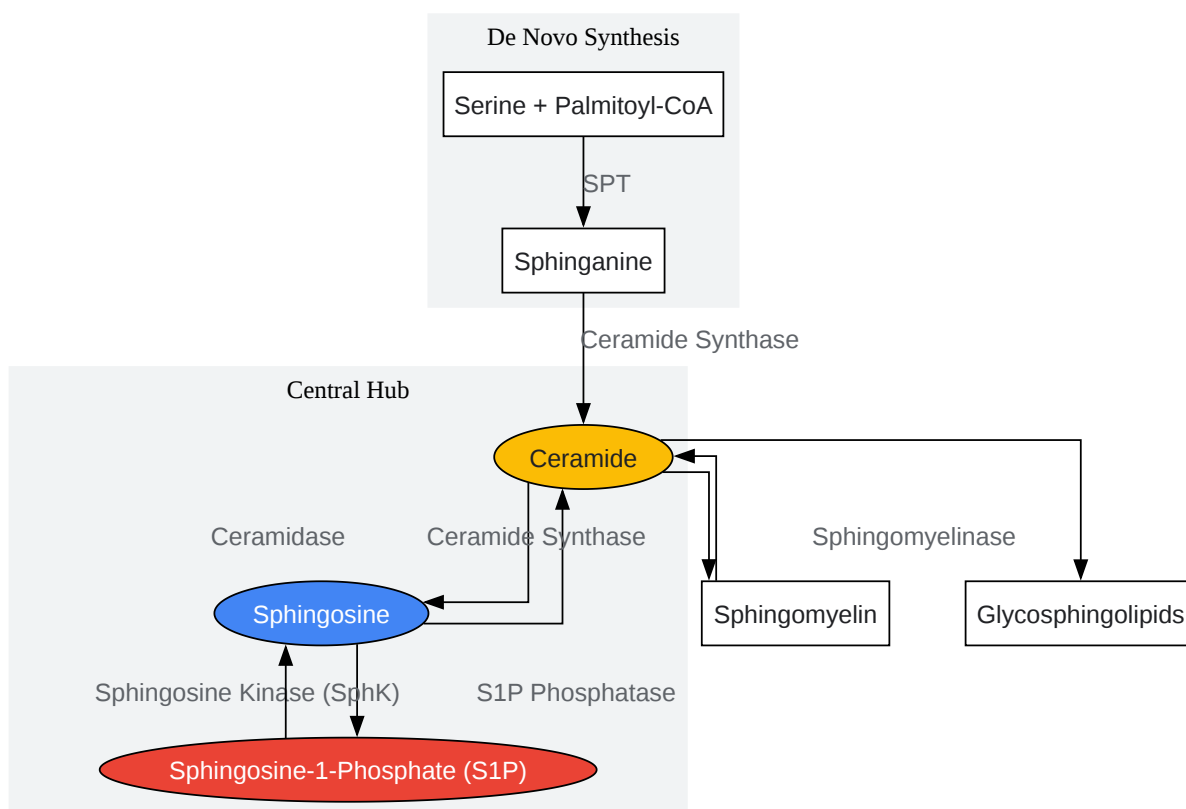 De Novo Synthesis
Serine + Palmitoyl-CoA
SPT
Sphinganine
Ceramide Synthase
Central Hub
Ceramide
Ceramidase
Ceramide Synthase
Sphingomyelinase
Sphingosine
Sphingomyelin
Glycosphingolipids
Sphingosine Kinase (SphK)
S1P Phosphatase
Sphingosine-1-Phosphate (S1P)